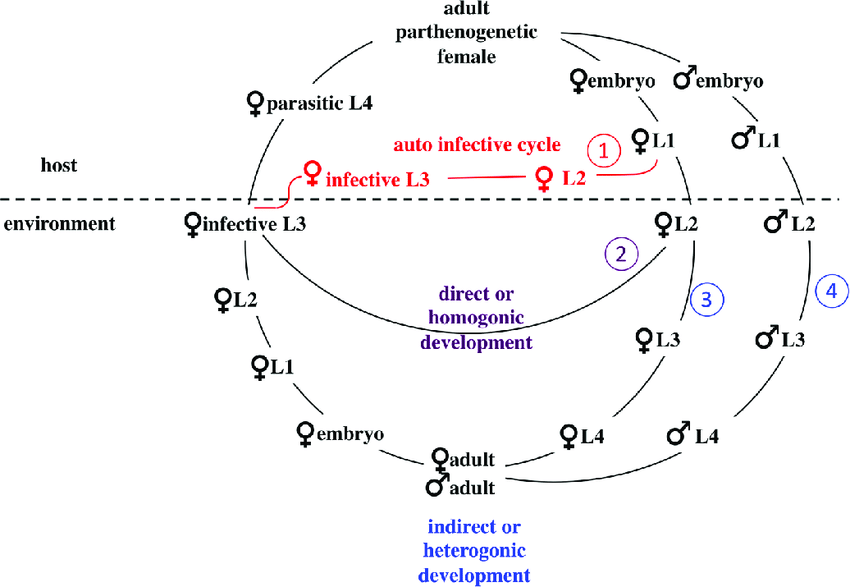 adult
parthenogenetic
female
♀embryo
♂embryo
♀parasitic L4
auto infective cycle
1
♀L1
♂L1
host
♀infective L3
♀ L2
environment
♀infective L3
♀L2
♂L2
2
3
4
♀L2
direct or
homogonic
development
♀L3
♂L3
♀L1
♀embryo
♀L4
♂L4
♀adult
♂adult
indirect or
heterogonic
development